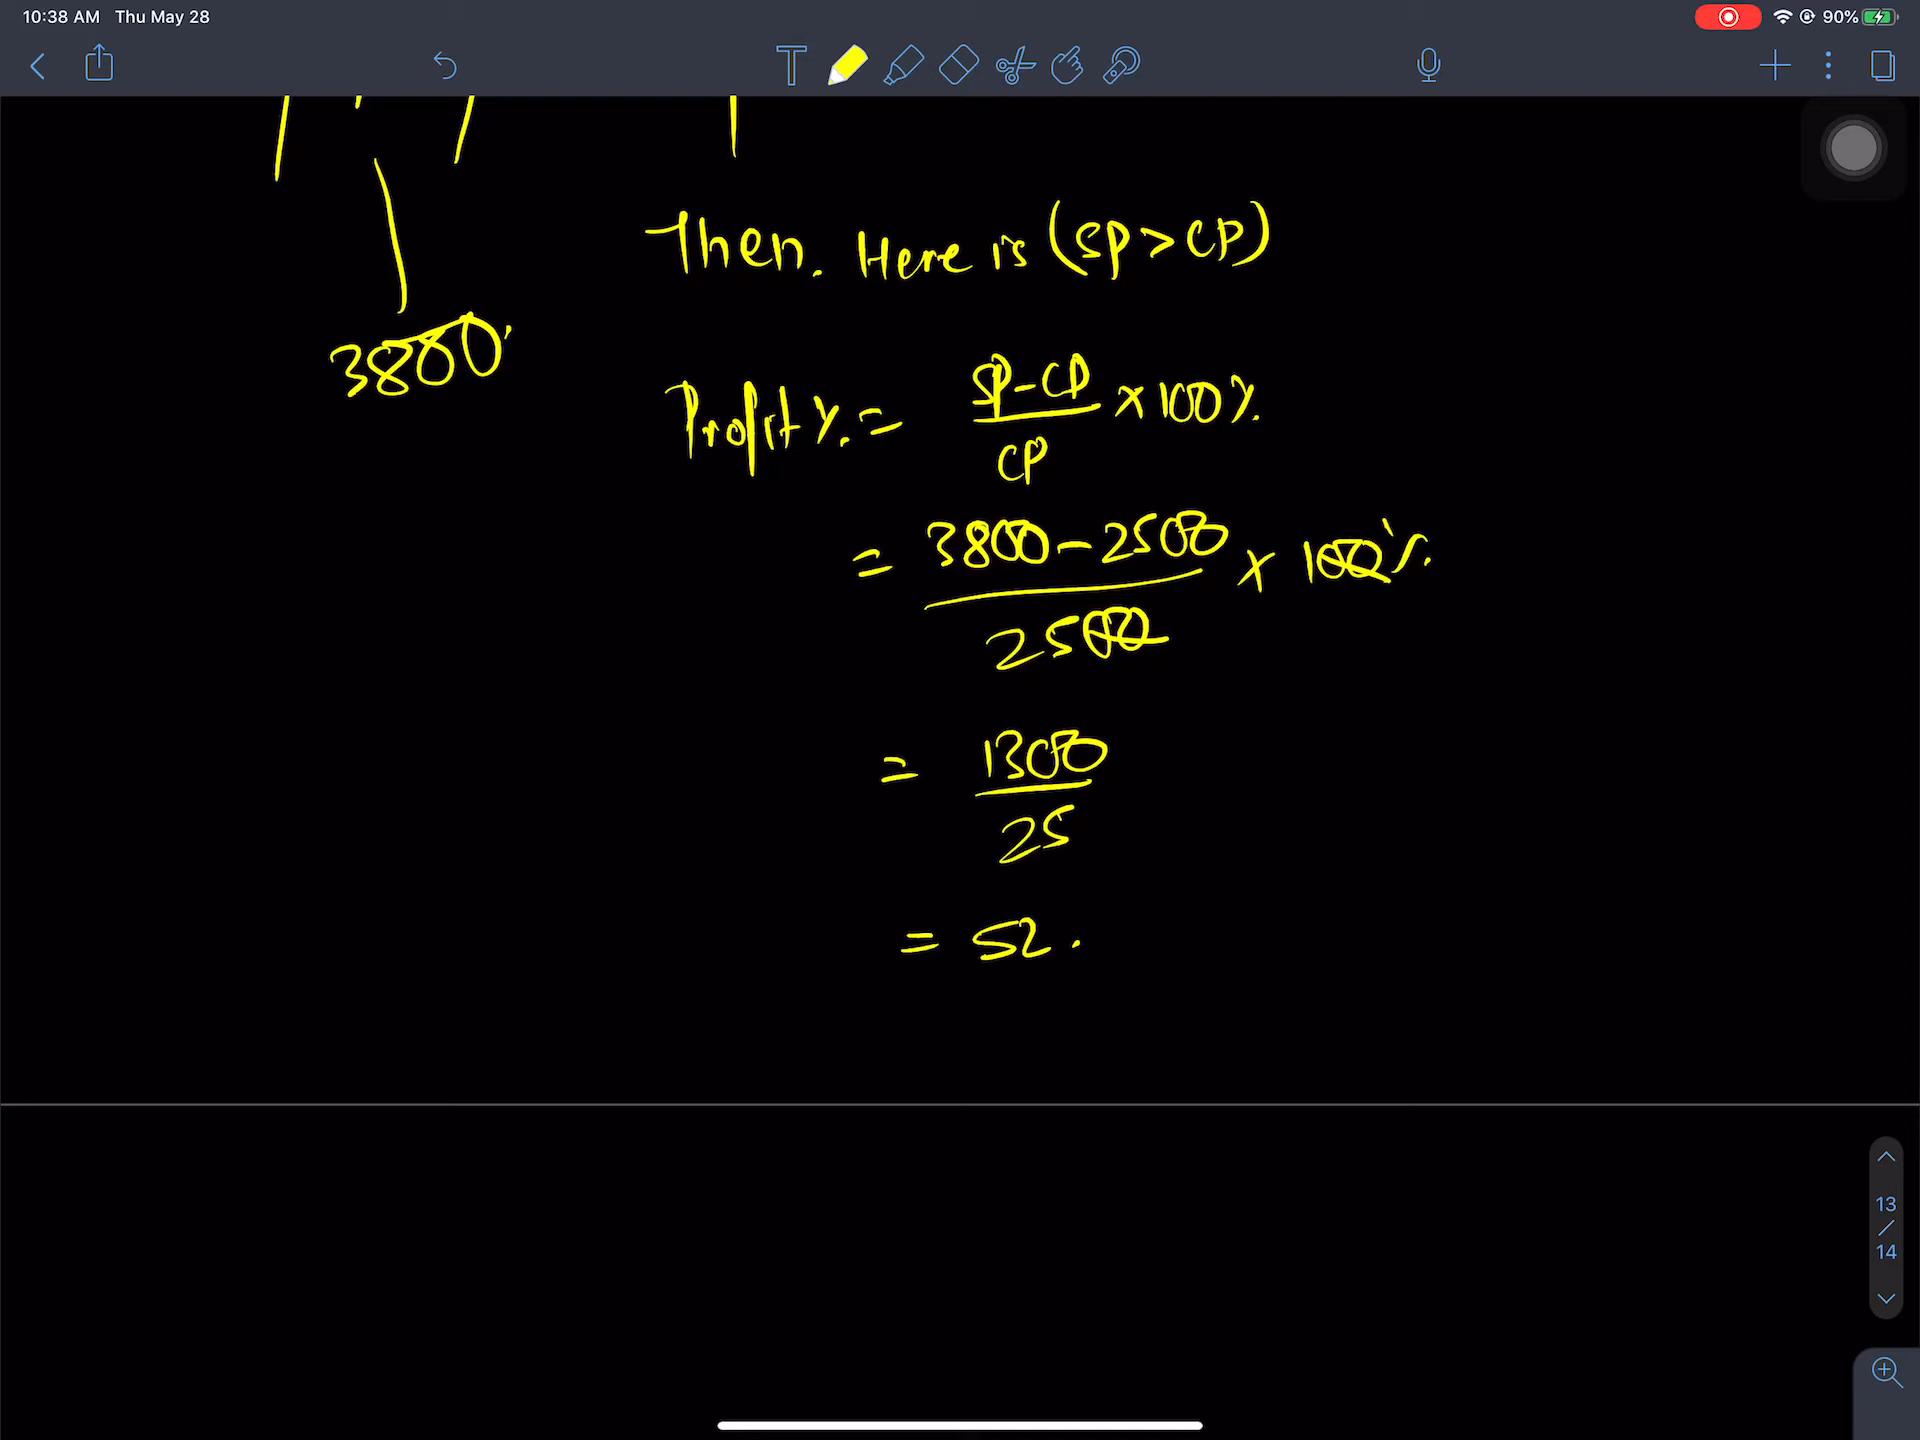 10:38 AM Thu May 28
90%
Then. Here is (SP>CP)
3800
Profit %. = SP-CP / CP × 100%.
= 3800-2500 / 2500 × 100%.
= 1300 / 25
= 52.
13
/
14